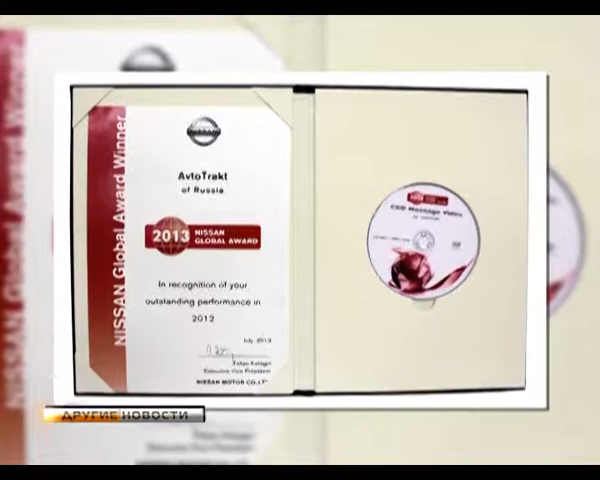 NISSAN Global Award Winner
NISSAN
AvtoTrakt
of Russia
2013 NISSAN
GLOBAL AWARD
In recognition of your
outstanding performance in
2012
July, 2013
Executive Vice President
NISSAN MOTOR CO.,LTD
CEO Message Video
ДРУГИЕ НОВОСТИ